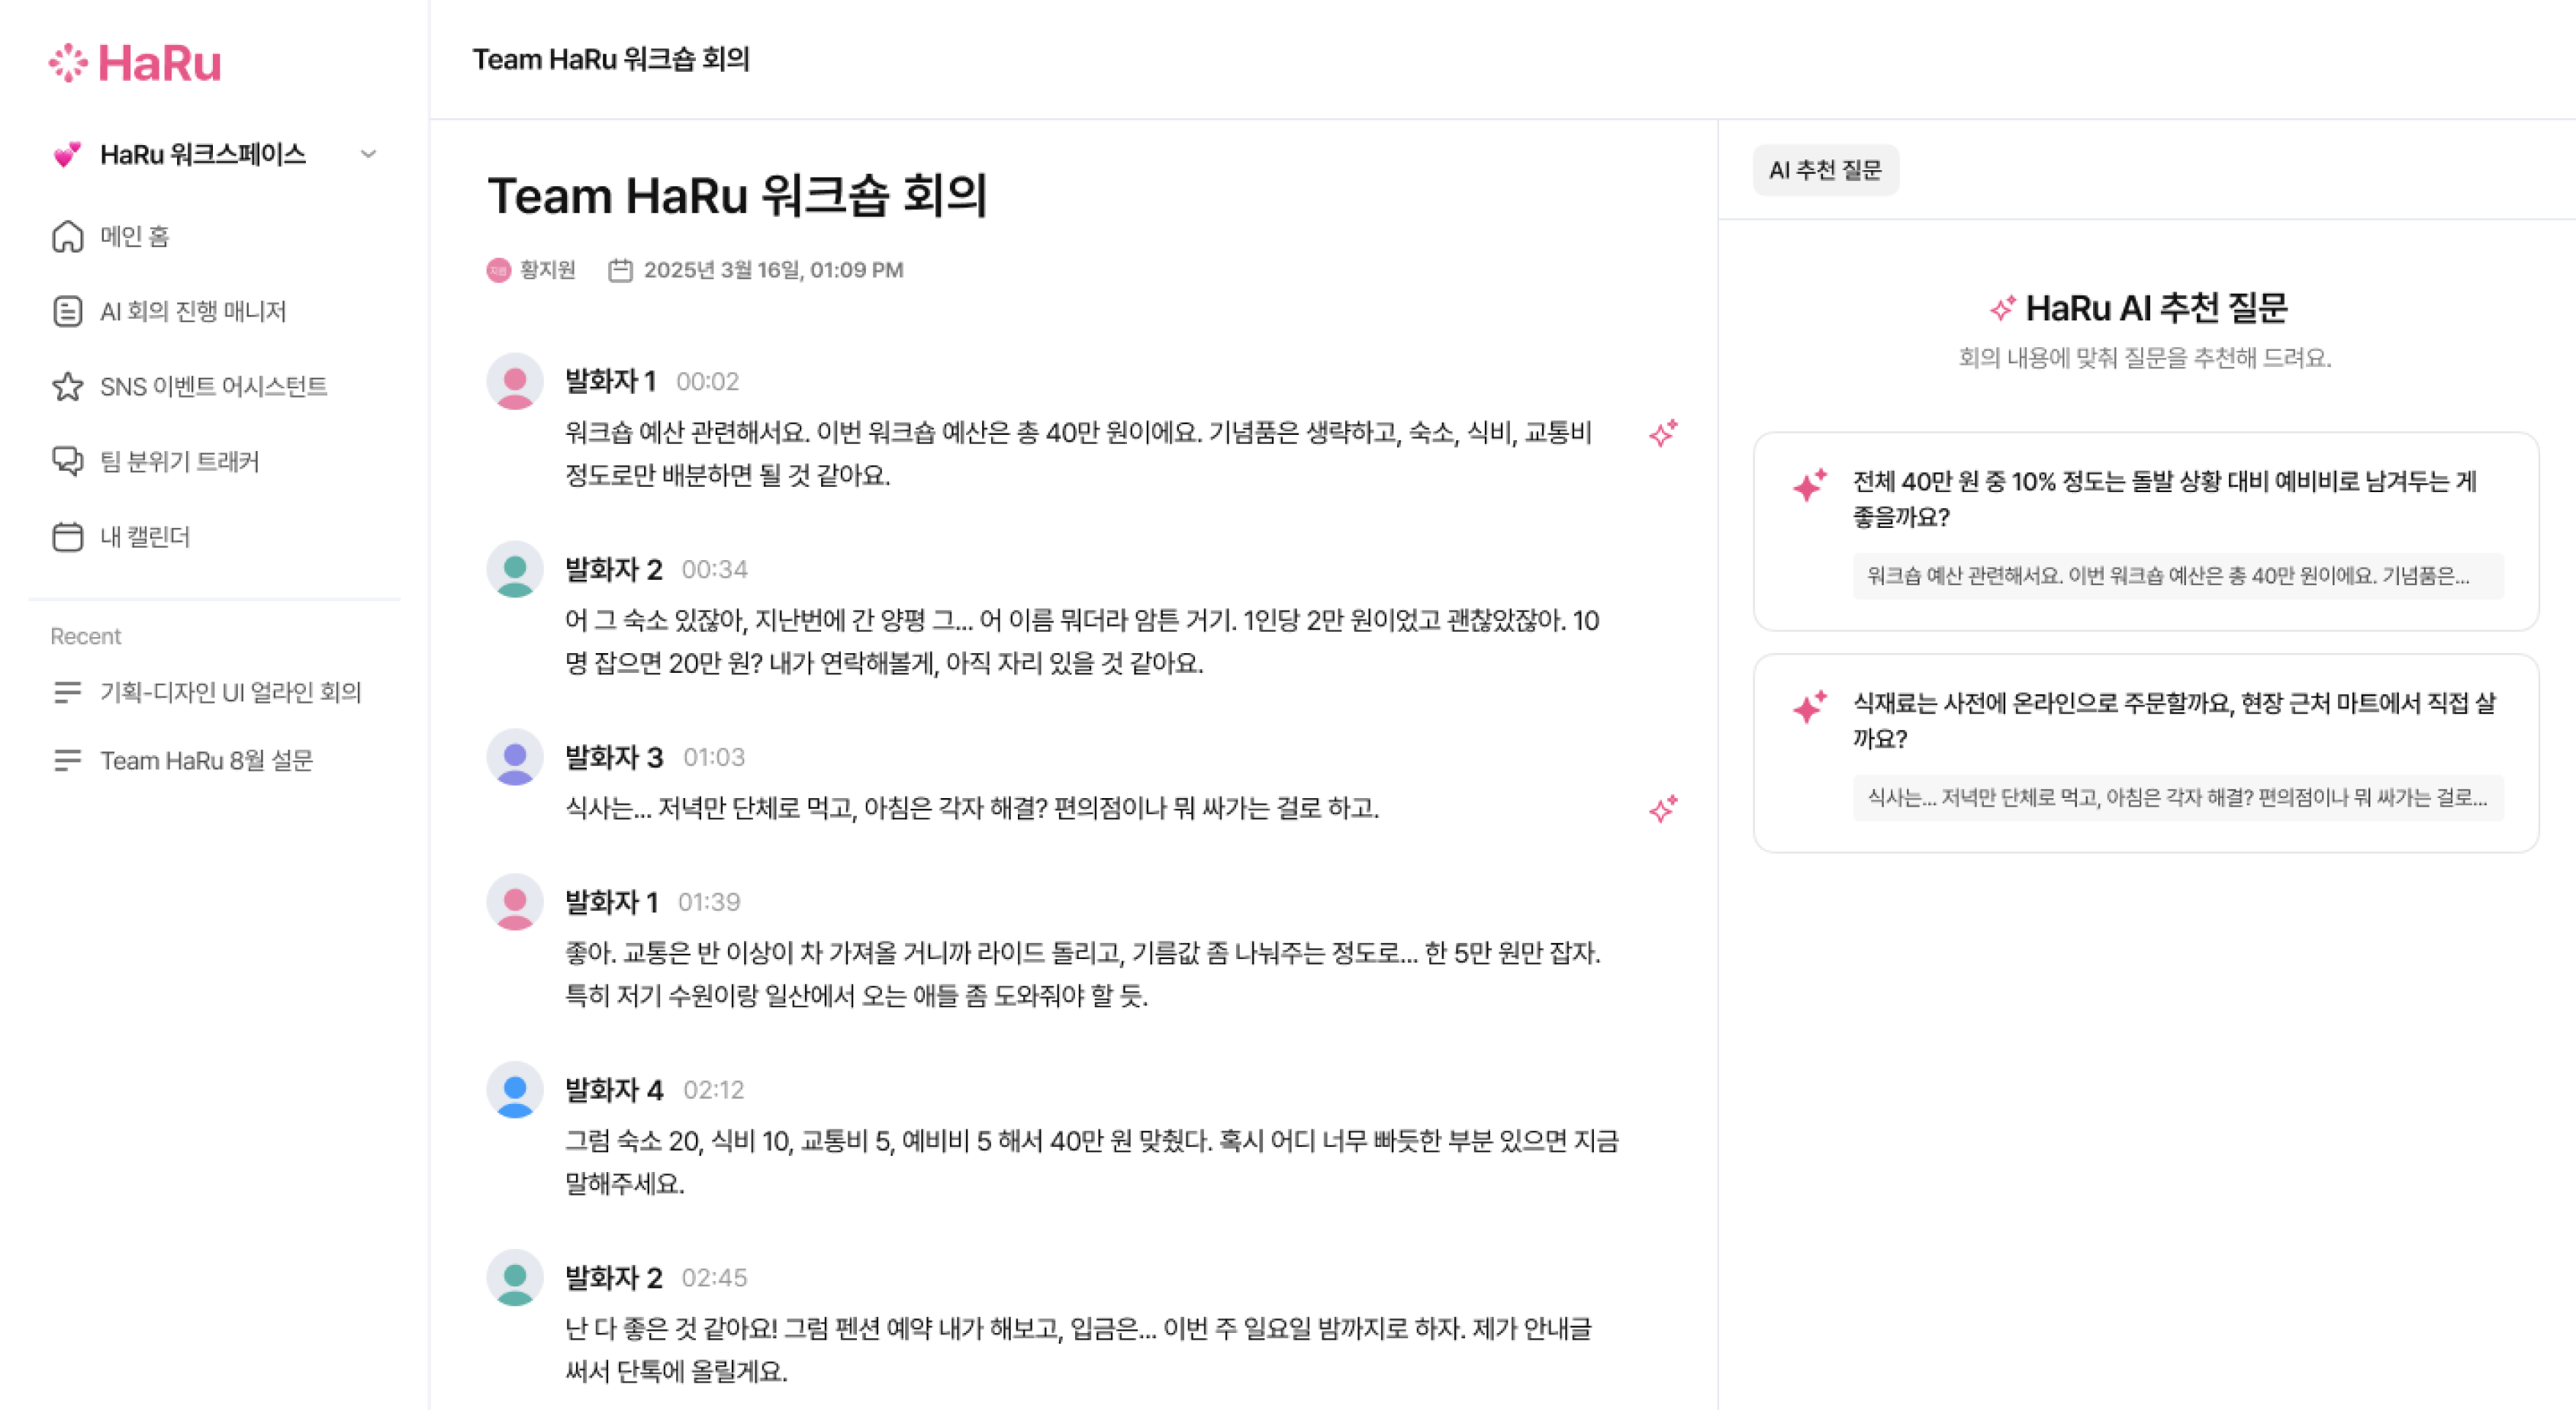 HaRu
HaRu 워크스페이스
메인 홈
AI 회의 진행 매니저
SNS 이벤트 어시스턴트
팀 분위기 트래커
내 캘린더
Recent
기획-디자인 UI 얼라인 회의
Team HaRu 8월 설문
Team HaRu 워크숍 회의
Team HaRu 워크숍 회의
지원 황지원 2025년 3월 16일, 01:09 PM
발화자 1 00:02
워크숍 예산 관련해서요. 이번 워크숍 예산은 총 40만 원이에요. 기념품은 생략하고, 숙소, 식비, 교통비
정도로만 배분하면 될 것 같아요.
발화자 2 00:34
어 그 숙소 있잖아, 지난번에 간 양평 그... 어 이름 뭐더라 암튼 거기. 1인당 2만 원이었고 괜찮았잖아. 10
명 잡으면 20만 원? 내가 연락해볼게, 아직 자리 있을 것 같아요.
발화자 3 01:03
식사는... 저녁만 단체로 먹고, 아침은 각자 해결? 편의점이나 뭐 싸가는 걸로 하고.
발화자 1 01:39
좋아. 교통은 반 이상이 차 가져올 거니까 라이드 돌리고, 기름값 좀 나눠주는 정도로... 한 5만 원만 잡자.
특히 저기 수원이랑 일산에서 오는 애들 좀 도와줘야 할 듯.
발화자 4 02:12
그럼 숙소 20, 식비 10, 교통비 5, 예비비 5 해서 40만 원 맞췄다. 혹시 어디 너무 빠듯한 부분 있으면 지금
말해주세요.
발화자 2 02:45
난 다 좋은 것 같아요! 그럼 펜션 예약 내가 해보고, 입금은... 이번 주 일요일 밤까지로 하자. 제가 안내글
써서 단톡에 올릴게요.
AI 추천 질문
HaRu AI 추천 질문
회의 내용에 맞춰 질문을 추천해 드려요.
전체 40만 원 중 10% 정도는 돌발 상황 대비 예비비로 남겨두는 게
좋을까요?
워크숍 예산 관련해서요. 이번 워크숍 예산은 총 40만 원이에요. 기념품은...
식재료는 사전에 온라인으로 주문할까요, 현장 근처 마트에서 직접 살
까요?
식사는... 저녁만 단체로 먹고, 아침은 각자 해결? 편의점이나 뭐 싸가는 걸로...